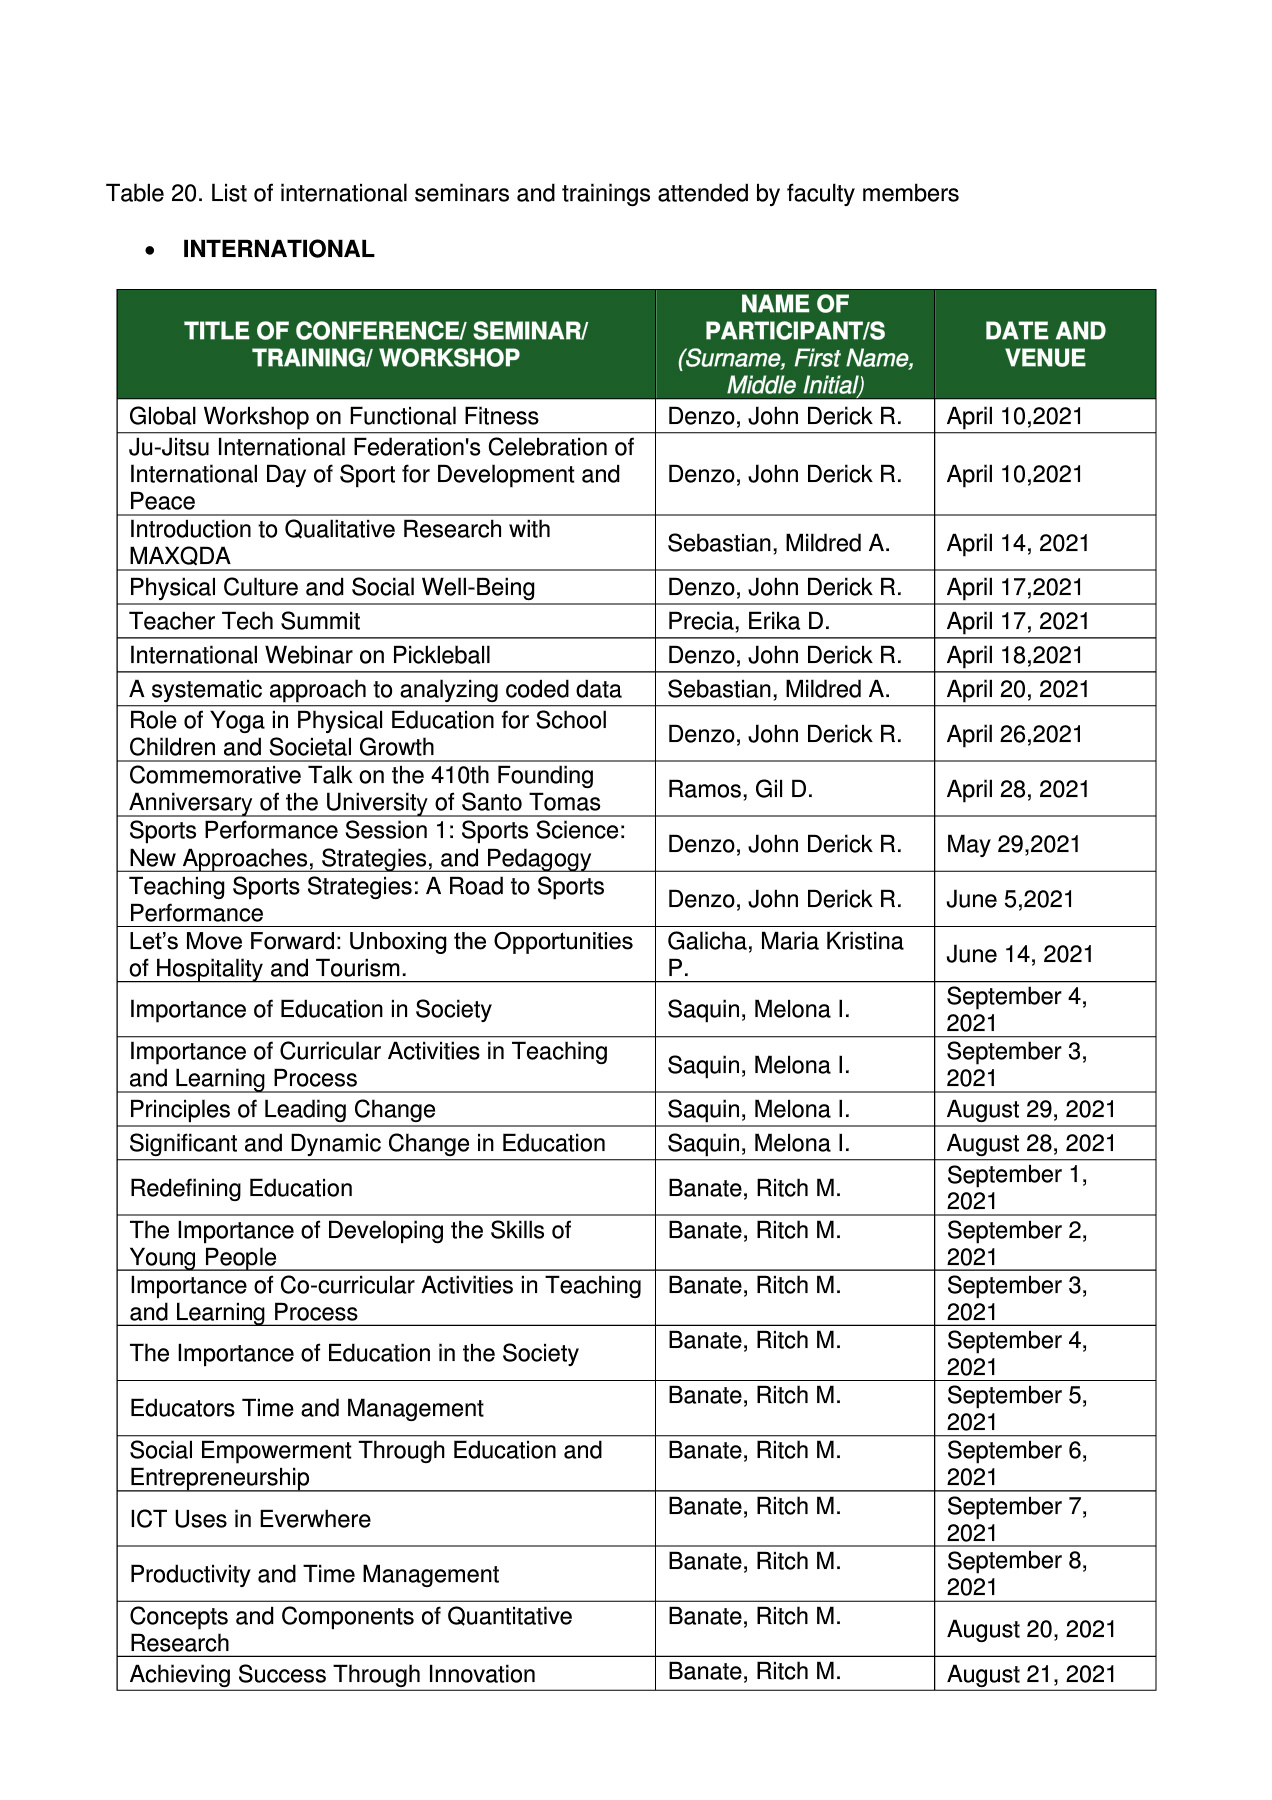 Table 20. List of international seminars and trainings attended by faculty members
• INTERNATIONAL
TITLE OF CONFERENCE/ SEMINAR/
TRAINING/ WORKSHOP
NAME OF
PARTICIPANT/S
(Surname, First Name,
Middle Initial)
DATE AND
VENUE
Global Workshop on Functional Fitness
Denzo, John Derick R.
April 10,2021
Ju-Jitsu International Federation's Celebration of
International Day of Sport for Development and
Peace
Denzo, John Derick R.
April 10,2021
Introduction to Qualitative Research with
MAXQDA
Sebastian, Mildred A.
April 14, 2021
Physical Culture and Social Well-Being
Denzo, John Derick R.
April 17,2021
Teacher Tech Summit
Precia, Erika D.
April 17, 2021
International Webinar on Pickleball
Denzo, John Derick R.
April 18,2021
A systematic approach to analyzing coded data
Sebastian, Mildred A.
April 20, 2021
Role of Yoga in Physical Education for School
Children and Societal Growth
Denzo, John Derick R.
April 26,2021
Commemorative Talk on the 410th Founding
Anniversary of the University of Santo Tomas
Ramos, Gil D.
April 28, 2021
Sports Performance Session 1: Sports Science:
New Approaches, Strategies, and Pedagogy
Denzo, John Derick R.
May 29,2021
Teaching Sports Strategies: A Road to Sports
Performance
Denzo, John Derick R.
June 5,2021
Let’s Move Forward: Unboxing the Opportunities
of Hospitality and Tourism.
Galicha, Maria Kristina
P.
June 14, 2021
Importance of Education in Society
Saquin, Melona I.
September 4,
2021
Importance of Curricular Activities in Teaching
and Learning Process
Saquin, Melona I.
September 3,
2021
Principles of Leading Change
Saquin, Melona I.
August 29, 2021
Significant and Dynamic Change in Education
Saquin, Melona I.
August 28, 2021
Redefining Education
Banate, Ritch M.
September 1,
2021
The Importance of Developing the Skills of
Young People
Banate, Ritch M.
September 2,
2021
Importance of Co-curricular Activities in Teaching
and Learning Process
Banate, Ritch M.
September 3,
2021
The Importance of Education in the Society
Banate, Ritch M.
September 4,
2021
Educators Time and Management
Banate, Ritch M.
September 5,
2021
Social Empowerment Through Education and
Entrepreneurship
Banate, Ritch M.
September 6,
2021
ICT Uses in Everwhere
Banate, Ritch M.
September 7,
2021
Productivity and Time Management
Banate, Ritch M.
September 8,
2021
Concepts and Components of Quantitative
Research
Banate, Ritch M.
August 20, 2021
Achieving Success Through Innovation
Banate, Ritch M.
August 21, 2021